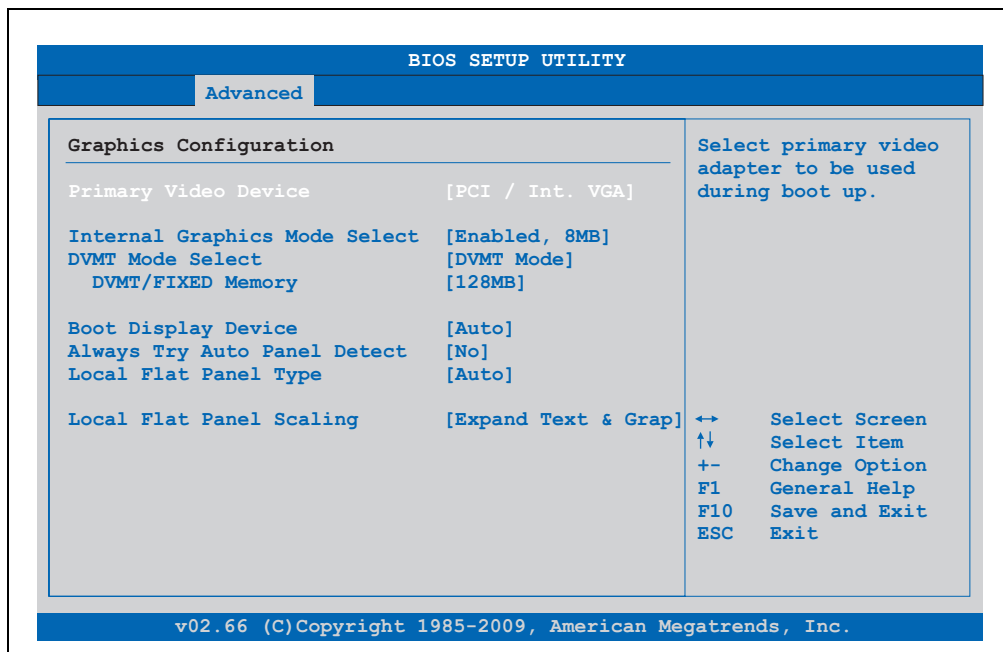 BIOS SETUP UTILITY
Advanced
Graphics Configuration
Primary Video Device [PCI / Int. VGA]
Internal Graphics Mode Select [Enabled, 8MB]
DVMT Mode Select [DVMT Mode]
DVMT/FIXED Memory [128MB]
Boot Display Device [Auto]
Always Try Auto Panel Detect [No]
Local Flat Panel Type [Auto]
Local Flat Panel Scaling [Expand Text & Grap]
Select primary video
adapter to be used
during boot up.
↔ Select Screen
↑↓ Select Item
+- Change Option
F1 General Help
F10 Save and Exit
ESC Exit
v02.66 (C)Copyright 1985-2009, American Megatrends, Inc.